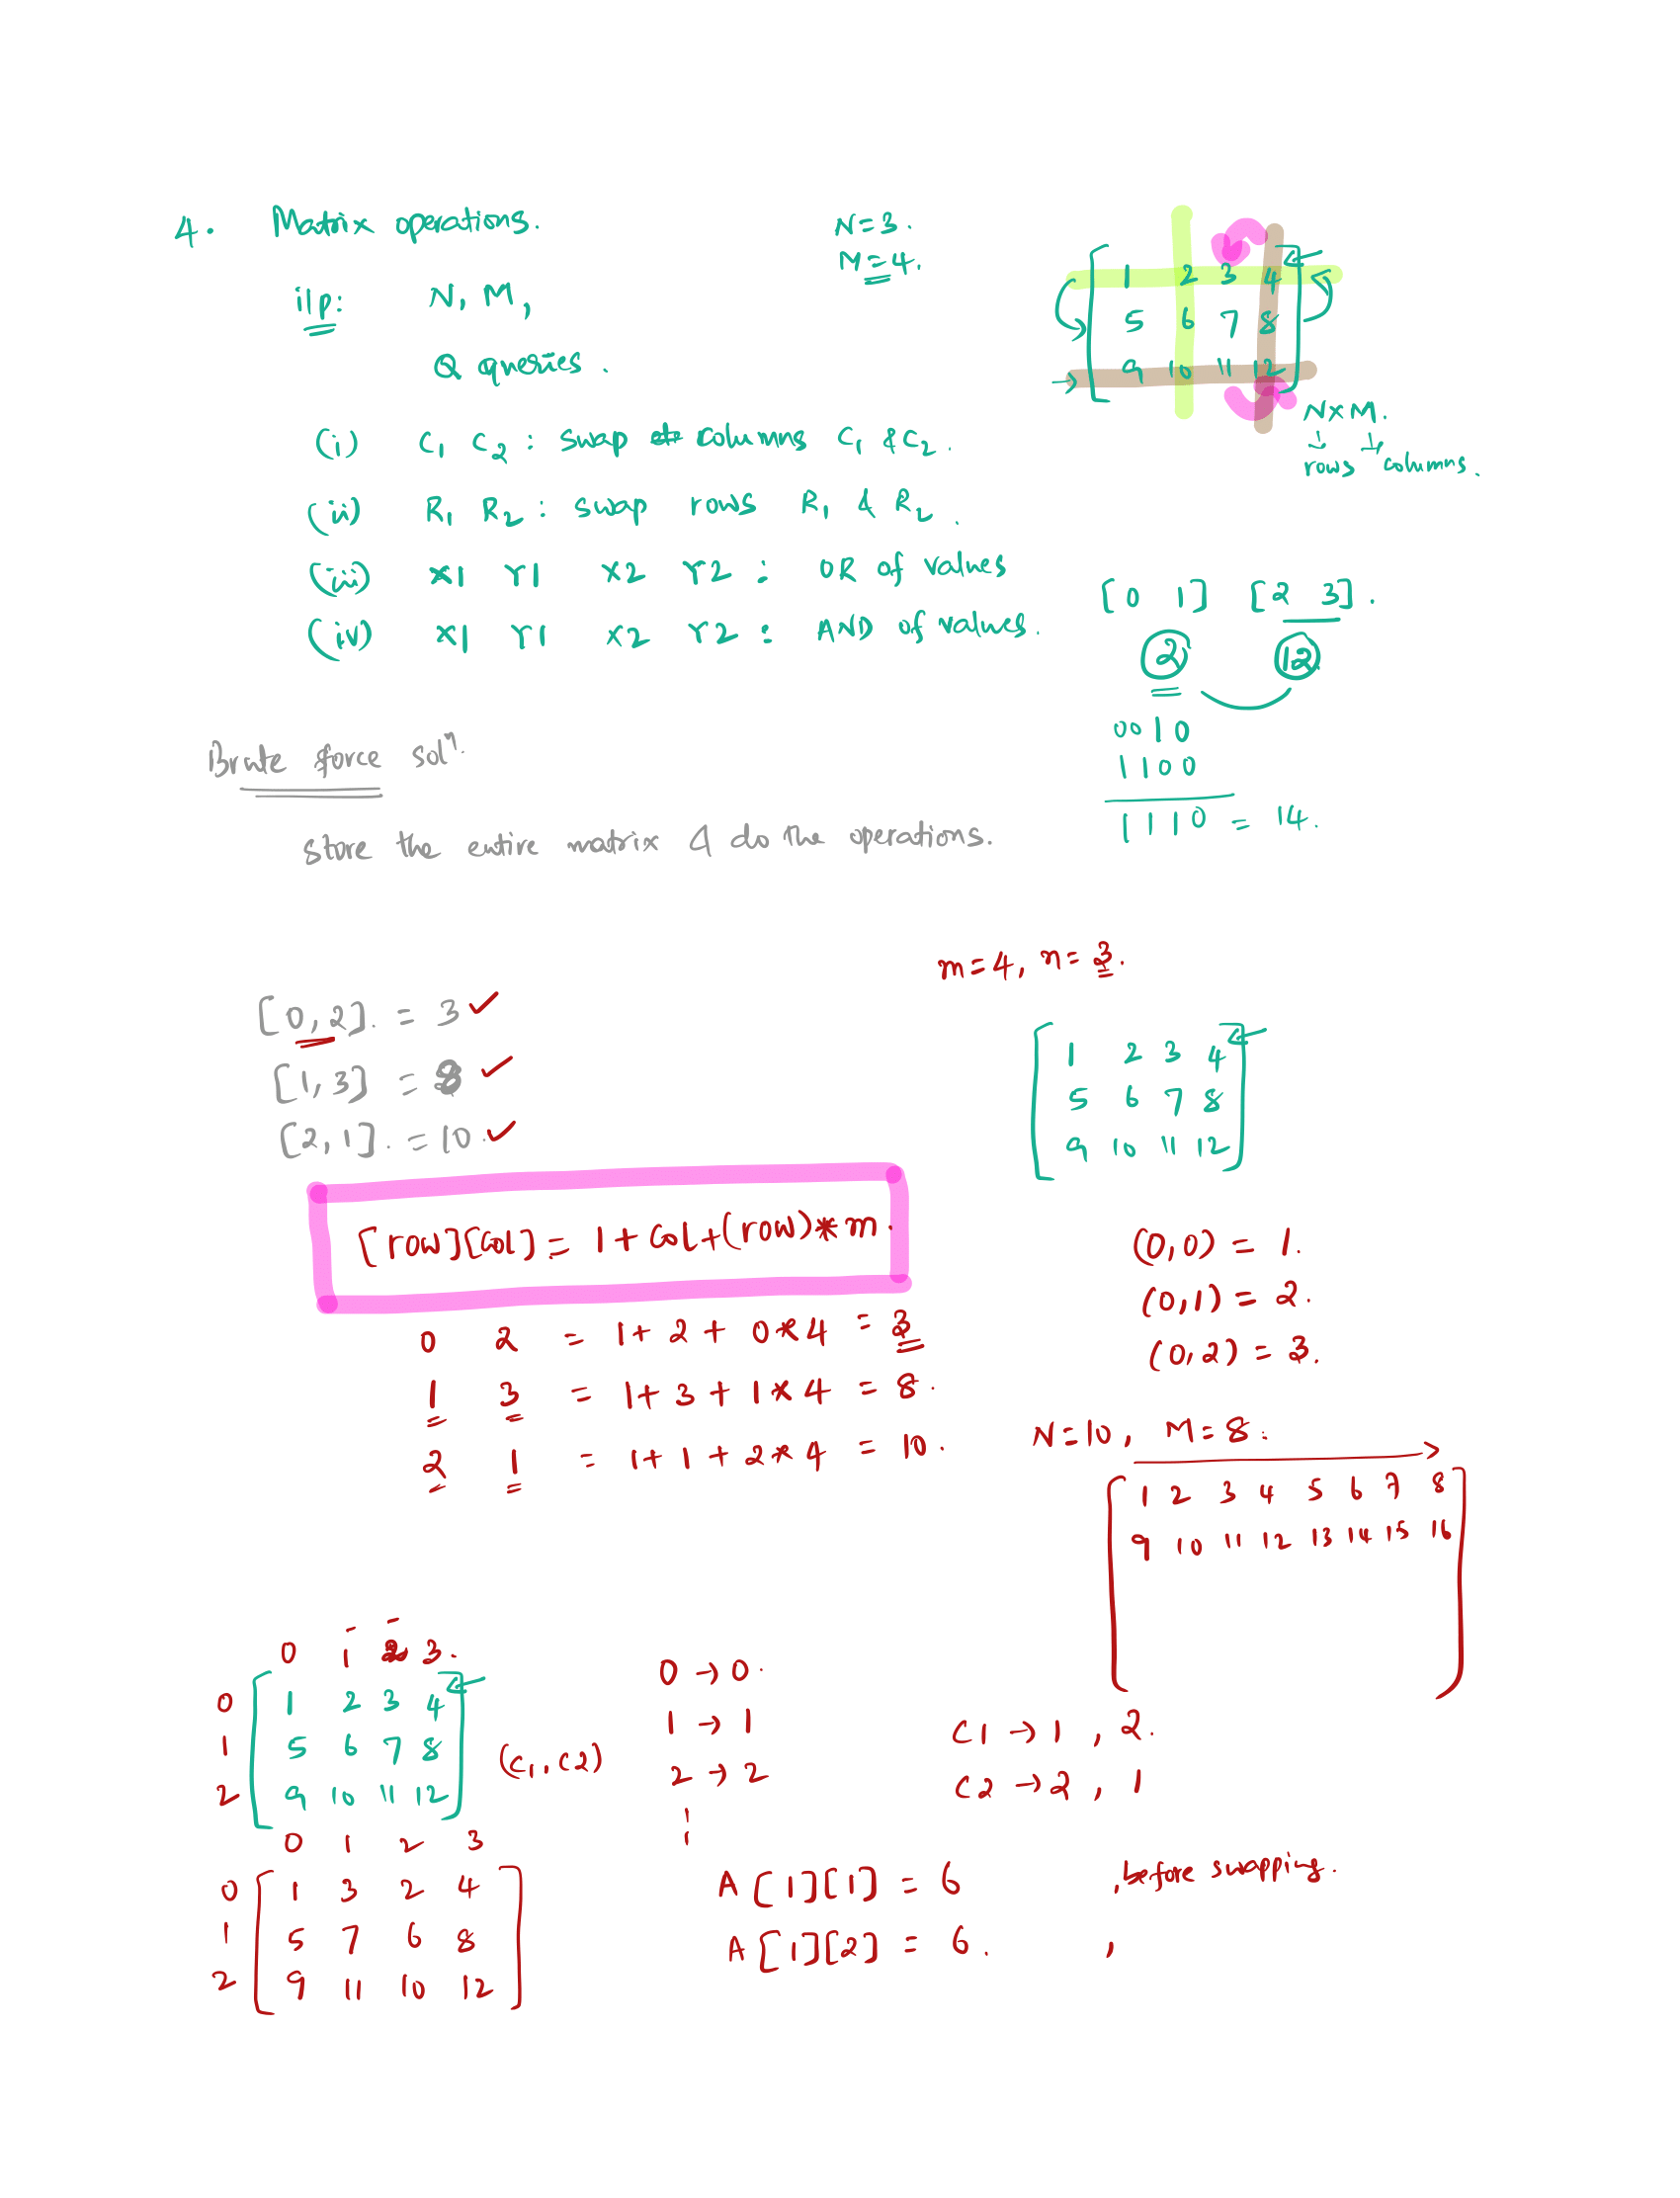 4. Matrix operations.
N=3.
M=4.
i/p: N, M,
Q queries.
1 2 3 4
5 6 7 8
9 10 11 12
N×M.
↓ ↓
rows columns.
(i) C1 C2 : swap columns C1 & C2.
(ii) R1 R2 : swap rows R1 & R2.
(iii) X1 Y1 X2 Y2 : OR of values
(iv) X1 Y1 X2 Y2 : AND of values.
[0 1] [2 3].
2 12
0010
1100
1110 = 14.
Brute force solⁿ.
Store the entire matrix & do the operations.
m=4, n=3.
[0,2]. = 3 ✓
[1,3] = 8 ✓
[2,1]. = 10. ✓
1 2 3 4
5 6 7 8
9 10 11 12
[row][col] = 1+col+(row)*m.
0 2 = 1+2+0*4 = 3
1 3 = 1+3+1*4 = 8.
2 1 = 1+1+2*4 = 10.
(0,0) = 1.
(0,1) = 2.
(0,2) = 3.
N=10, M=8.
1 2 3 4 5 6 7 8
9 10 11 12 13 14 15 16
0 1 2 3.
0 1 2 3 4
1 5 6 7 8
2 9 10 11 12
(C1, C2)
0 → 0.
1 → 1
2 → 2
C1 → 1, 2.
C2 → 2, 1
0 1 2 3
0 1 3 2 4
1 5 7 6 8
2 9 11 10 12
A[1][1] = 6 , before swapping.
A[1][2] = 6. ,